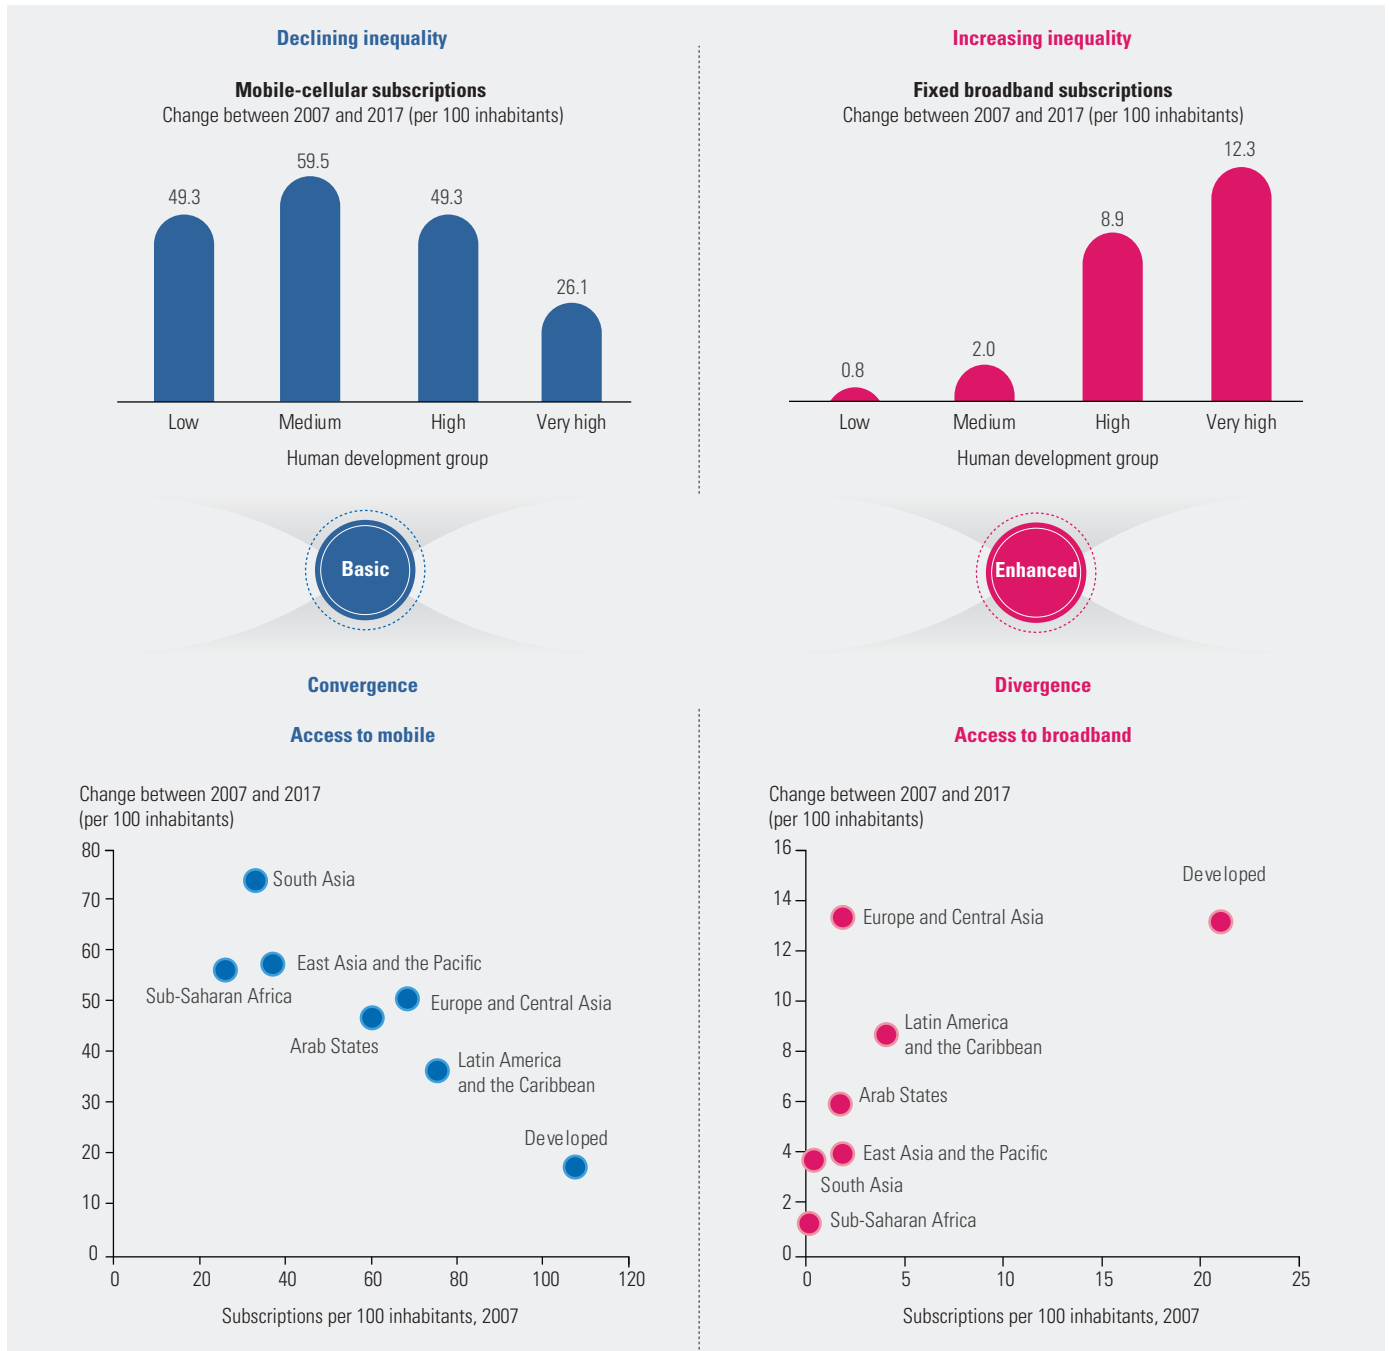 Declining inequality
Mobile-cellular subscriptions
Change between 2007 and 2017 (per 100 inhabitants)
49.3
59.5
49.3
26.1
Low
Medium
High
Very high
Human development group
Increasing inequality
Fixed broadband subscriptions
Change between 2007 and 2017 (per 100 inhabitants)
0.8
2.0
8.9
12.3
Low
Medium
High
Very high
Human development group
Basic
Enhanced
Convergence
Access to mobile
Change between 2007 and 2017
(per 100 inhabitants)
80
70
60
50
40
30
20
10
0
South Asia
East Asia and the Pacific
Sub-Saharan Africa
Europe and Central Asia
Arab States
Latin America
and the Caribbean
Developed
0
20
40
60
80
100
120
Subscriptions per 100 inhabitants, 2007
Divergence
Access to broadband
Change between 2007 and 2017
(per 100 inhabitants)
16
14
12
10
8
6
4
2
0
Developed
Europe and Central Asia
Latin America
and the Caribbean
Arab States
East Asia and the Pacific
South Asia
Sub-Saharan Africa
0
5
10
15
20
25
Subscriptions per 100 inhabitants, 2007